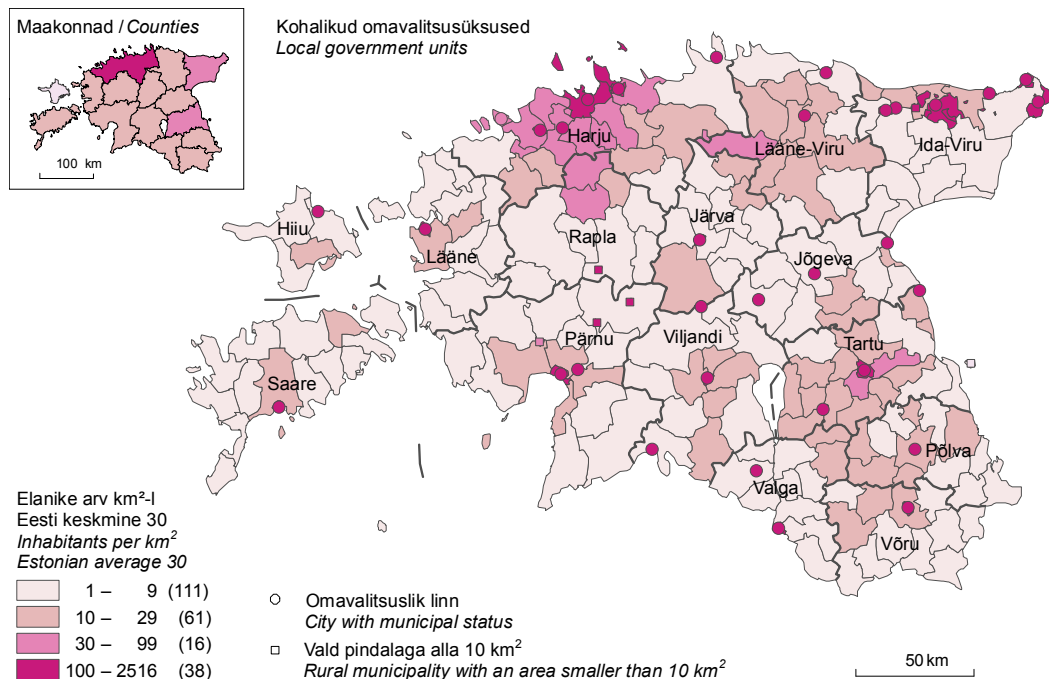 Maakonnad / Counties
100 km
Kohalikud omavalitsusüksused
Local government units
Harju
Lääne-Viru
Ida-Viru
Hiiu
Lääne
Rapla
Järva
Jõgeva
Pärnu
Viljandi
Tartu
Saare
Põlva
Valga
Võru
Elanike arv km²-l
Eesti keskmine 30
Inhabitants per km²
Estonian average 30
1 – 9 (111)
10 – 29 (61)
30 – 99 (16)
100 – 2516 (38)
Omavalitsuslik linn
City with municipal status
Vald pindalaga alla 10 km²
Rural municipality with an area smaller than 10 km²
50 km